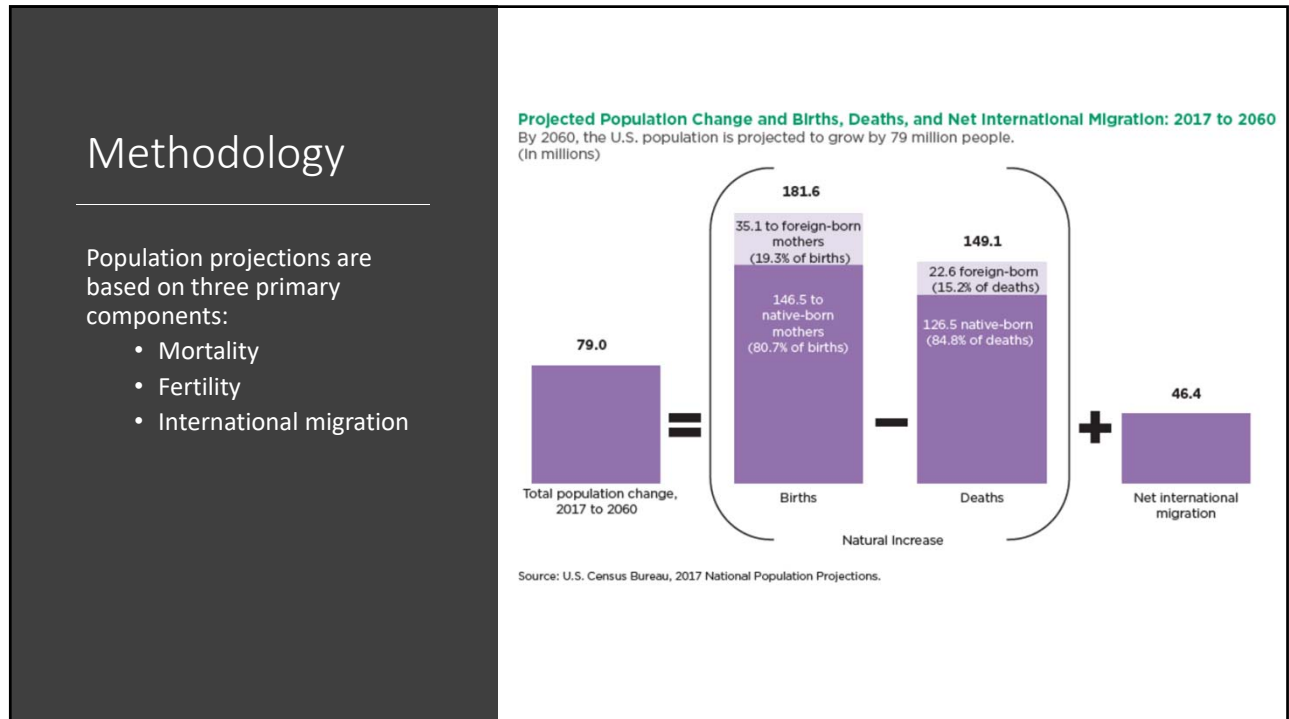 Methodology
Population projections are
based on three primary
components:
• Mortality
• Fertility
• International migration
Projected Population Change and Births, Deaths, and Net International Migration: 2017 to 2060
By 2060, the U.S. population is projected to grow by 79 million people.
(In millions)
79.0
=
181.6
35.1 to foreign-born
mothers
(19.3% of births)
146.5 to
native-born
mothers
(80.7% of births)
−
149.1
22.6 foreign-born
(15.2% of deaths)
126.5 native-born
(84.8% of deaths)
+
46.4
Total population change,
2017 to 2060
Births
Deaths
Net international
migration
Natural Increase
Source: U.S. Census Bureau, 2017 National Population Projections.